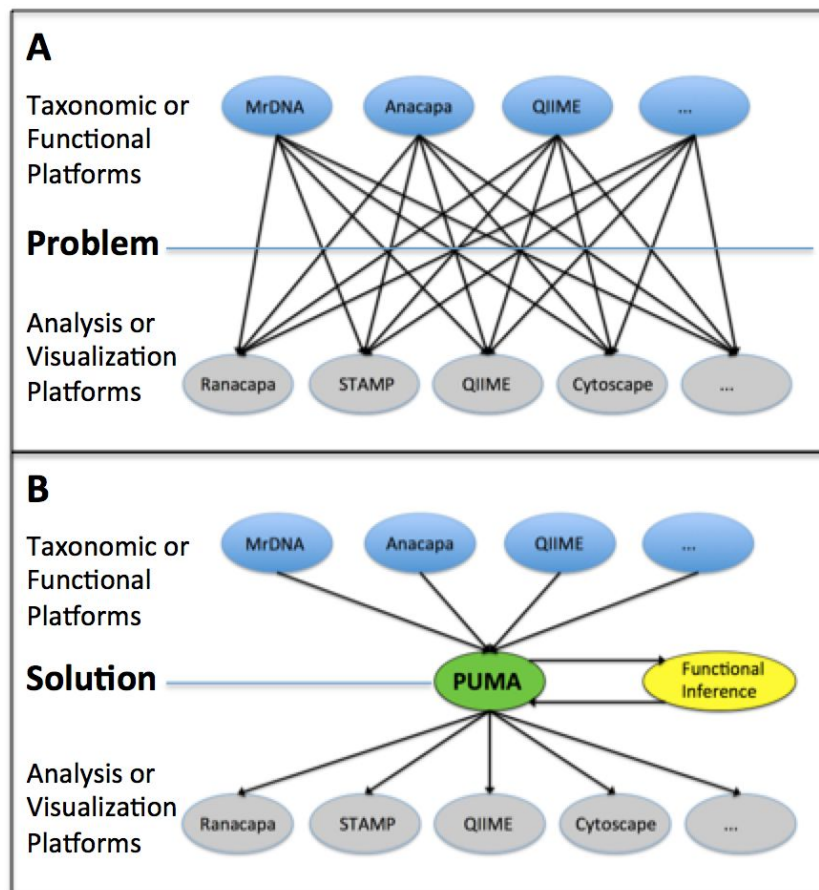 A
Taxonomic or
Functional
Platforms
MrDNA
Anacapa
QIIME
...
Problem
Analysis or
Visualization
Platforms
Ranacapa
STAMP
QIIME
Cytoscape
...
B
Taxonomic or
Functional
Platforms
MrDNA
Anacapa
QIIME
...
Solution
PUMA
Functional
Inference
Analysis or
Visualization
Platforms
Ranacapa
STAMP
QIIME
Cytoscape
...